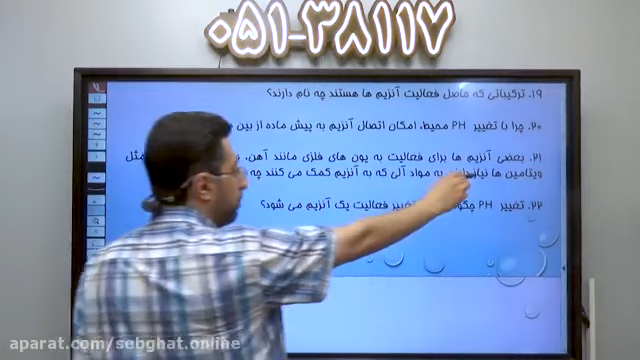 ۰۵۱-۳۸۱۱۷
۱۹. ترکیباتی که حاصل فعالیت آنزیم ها هستند چه نام دارند؟
۲۰. چرا با تغییر PH محیط، امکان اتصال آنزیم به پیش ماده از بین
۲۱. بعضی آنزیم ها برای فعالیت به یون های فلزی مانند آهن، مثل
ویتامین ها نیاز به مواد آلی که به آنزیم کمک می کنند چه
۲۲. تغییر PH تغییر فعالیت یک آنزیم می شود؟
aparat.com/sebghat.online